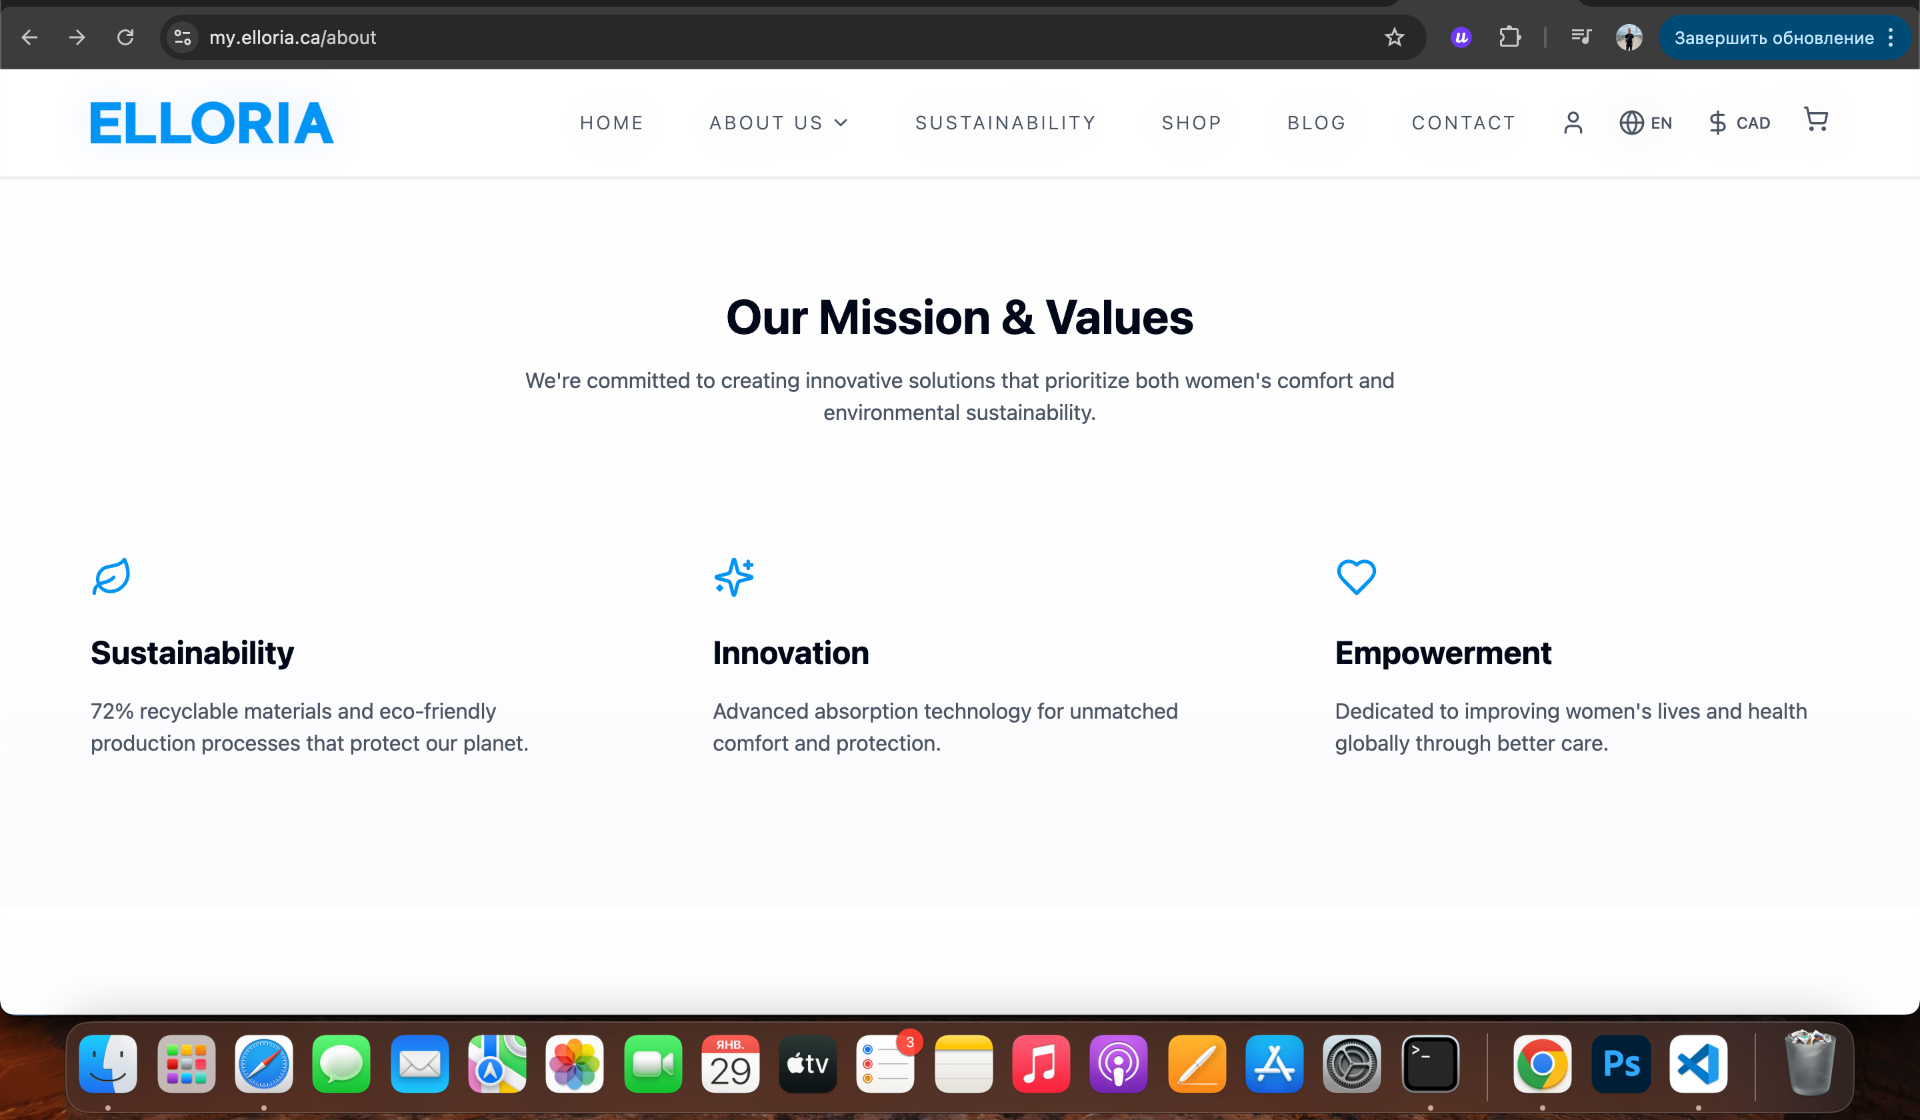 my.elloria.ca/about
Завершить обновление
ELLORIA
HOME
ABOUT US
SUSTAINABILITY
SHOP
BLOG
CONTACT
EN
CAD
Our Mission & Values
We're committed to creating innovative solutions that prioritize both women's comfort and
environmental sustainability.
Sustainability
72% recyclable materials and eco-friendly
production processes that protect our planet.
Innovation
Advanced absorption technology for unmatched
comfort and protection.
Empowerment
Dedicated to improving women's lives and health
globally through better care.
ЯНВ.
29
tv
3
>_
Ps